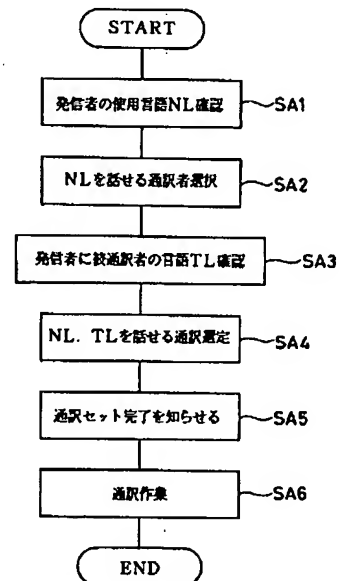 START
発信者の使用言語NL確認
SA1
NLを話せる通訳者選択
SA2
発信者に被通訳者の言語TL確認
SA3
NL．TLを話せる通訳選定
SA4
通訳セット完了を知らせる
SA5
通訳作業
SA6
END